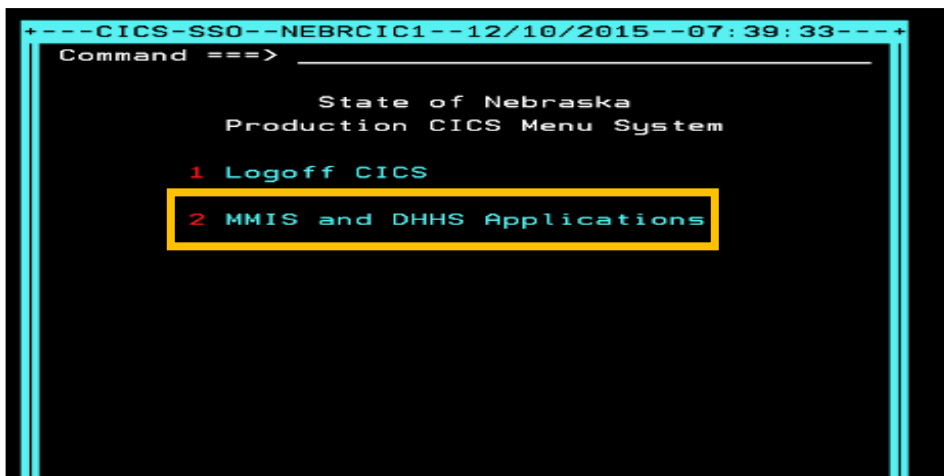 +---CICS-SSO--NEBRCIC1--12/10/2015--07:39:33---+
Command ===> ____________________________________
State of Nebraska
Production CICS Menu System
1 Logoff CICS
2 MMIS and DHHS Applications